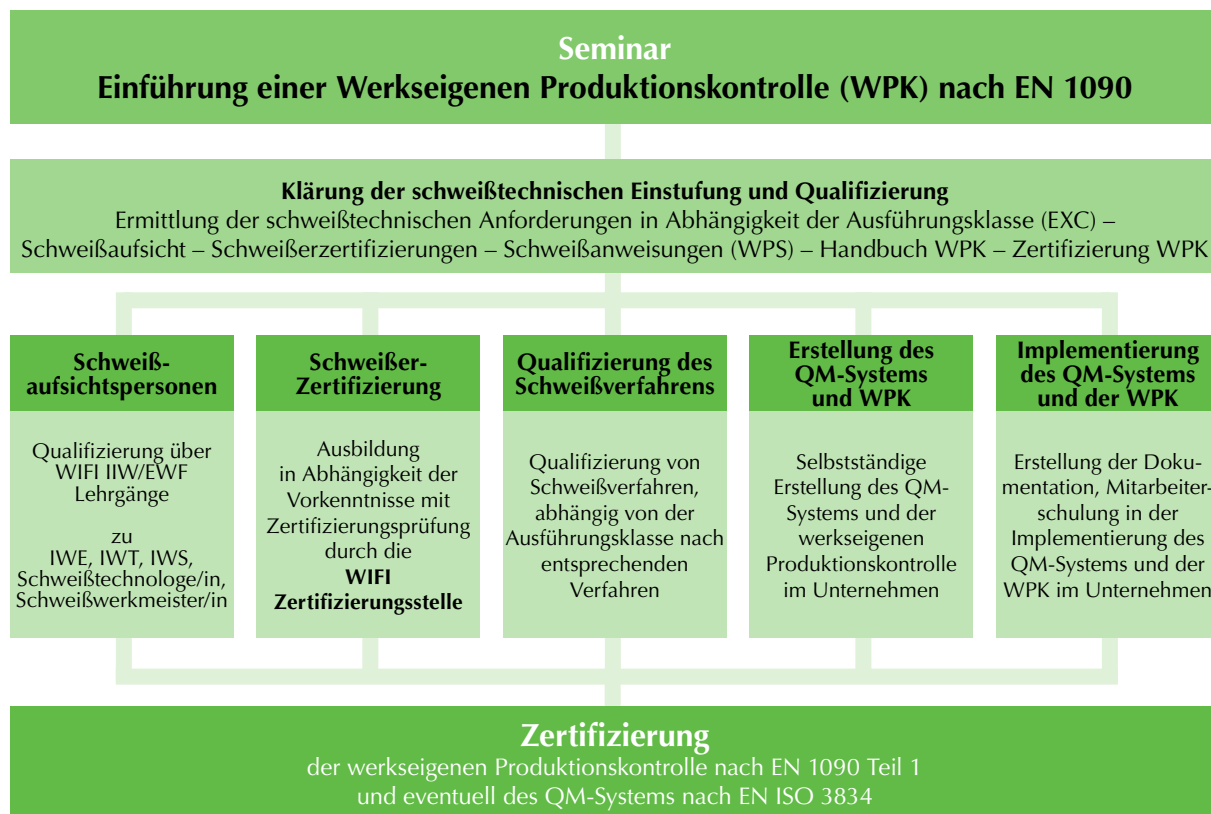 Seminar
Einführung einer Werkseigenen Produktionskontrolle (WPK) nach EN 1090
Klärung der schweißtechnischen Einstufung und Qualifizierung
Ermittlung der schweißtechnischen Anforderungen in Abhängigkeit der Ausführungsklasse (EXC) –
Schweißaufsicht – Schweißerzertifizierungen – Schweißanweisungen (WPS) – Handbuch WPK – Zertifizierung WPK
Schweiß-
aufsichtspersonen
Qualifizierung über
WIFI IIW/EWF
Lehrgänge
zu
IWE, IWT, IWS,
Schweißtechnologe/in,
Schweißwerkmeister/in
Schweißer-
Zertifizierung
Ausbildung
in Abhängigkeit der
Vorkenntnisse mit
Zertifizierungsprüfung
durch die
WIFI
Zertifizierungsstelle
Qualifizierung des
Schweißverfahrens
Qualifizierung von
Schweißverfahren,
abhängig von der
Ausführungsklasse nach
entsprechenden
Verfahren
Erstellung des
QM-Systems
und WPK
Selbstständige
Erstellung des QM-
Systems und der
werkseigenen
Produktionskontrolle
im Unternehmen
Implementierung
des QM-Systems
und der WPK
Erstellung der Doku-
mentation, Mitarbeiter-
schulung in der
Implementierung des
QM-Systems und der
WPK im Unternehmen
Zertifizierung
der werkseigenen Produktionskontrolle nach EN 1090 Teil 1
und eventuell des QM-Systems nach EN ISO 3834